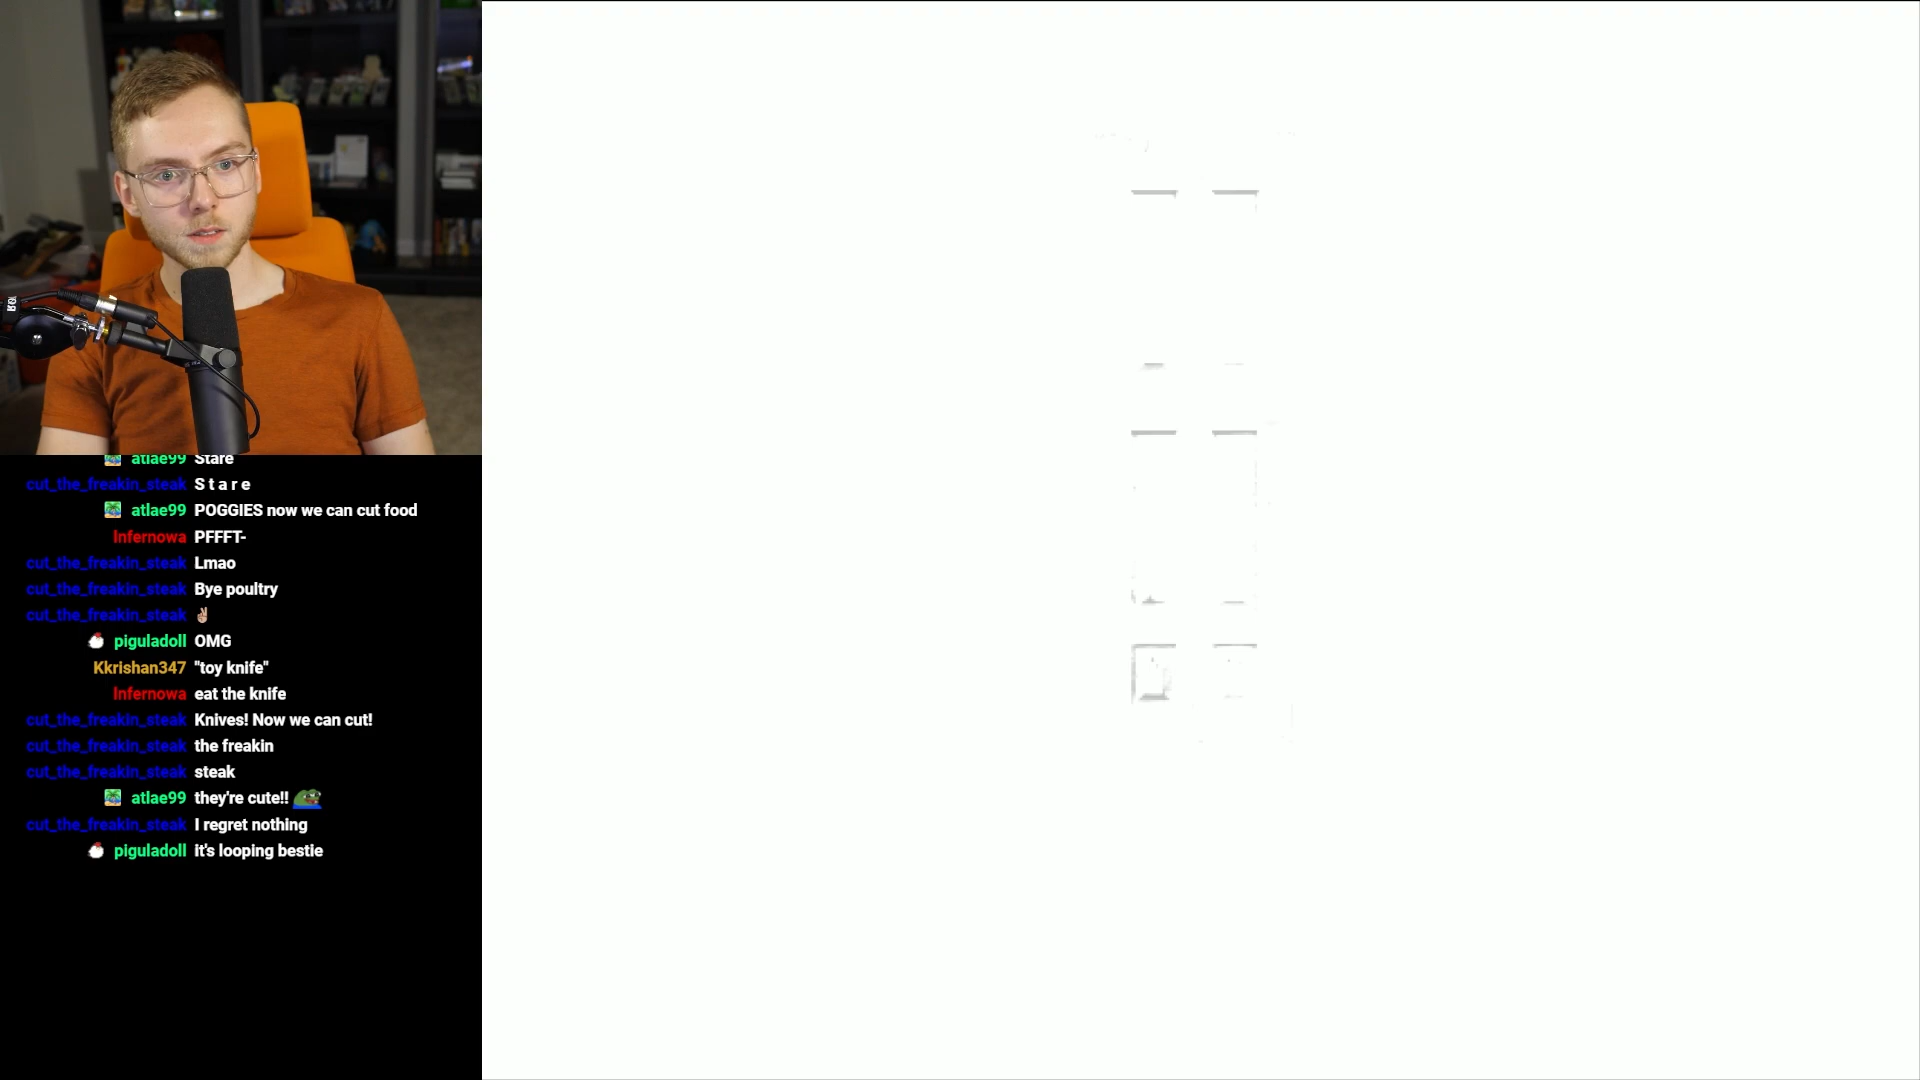 atlae99 Stare
cut_the_freakin_steak S t a r e
atlae99 POGGIES now we can cut food
Infernowa PFFFT-
cut_the_freakin_steak Lmao
cut_the_freakin_steak Bye poultry
cut_the_freakin_steak ✌🏼
piguladoll OMG
Kkrishan347 "toy knife"
Infernowa eat the knife
cut_the_freakin_steak Knives! Now we can cut!
cut_the_freakin_steak the freakin
cut_the_freakin_steak steak
atlae99 they're cute!!
cut_the_freakin_steak I regret nothing
piguladoll it's looping bestie